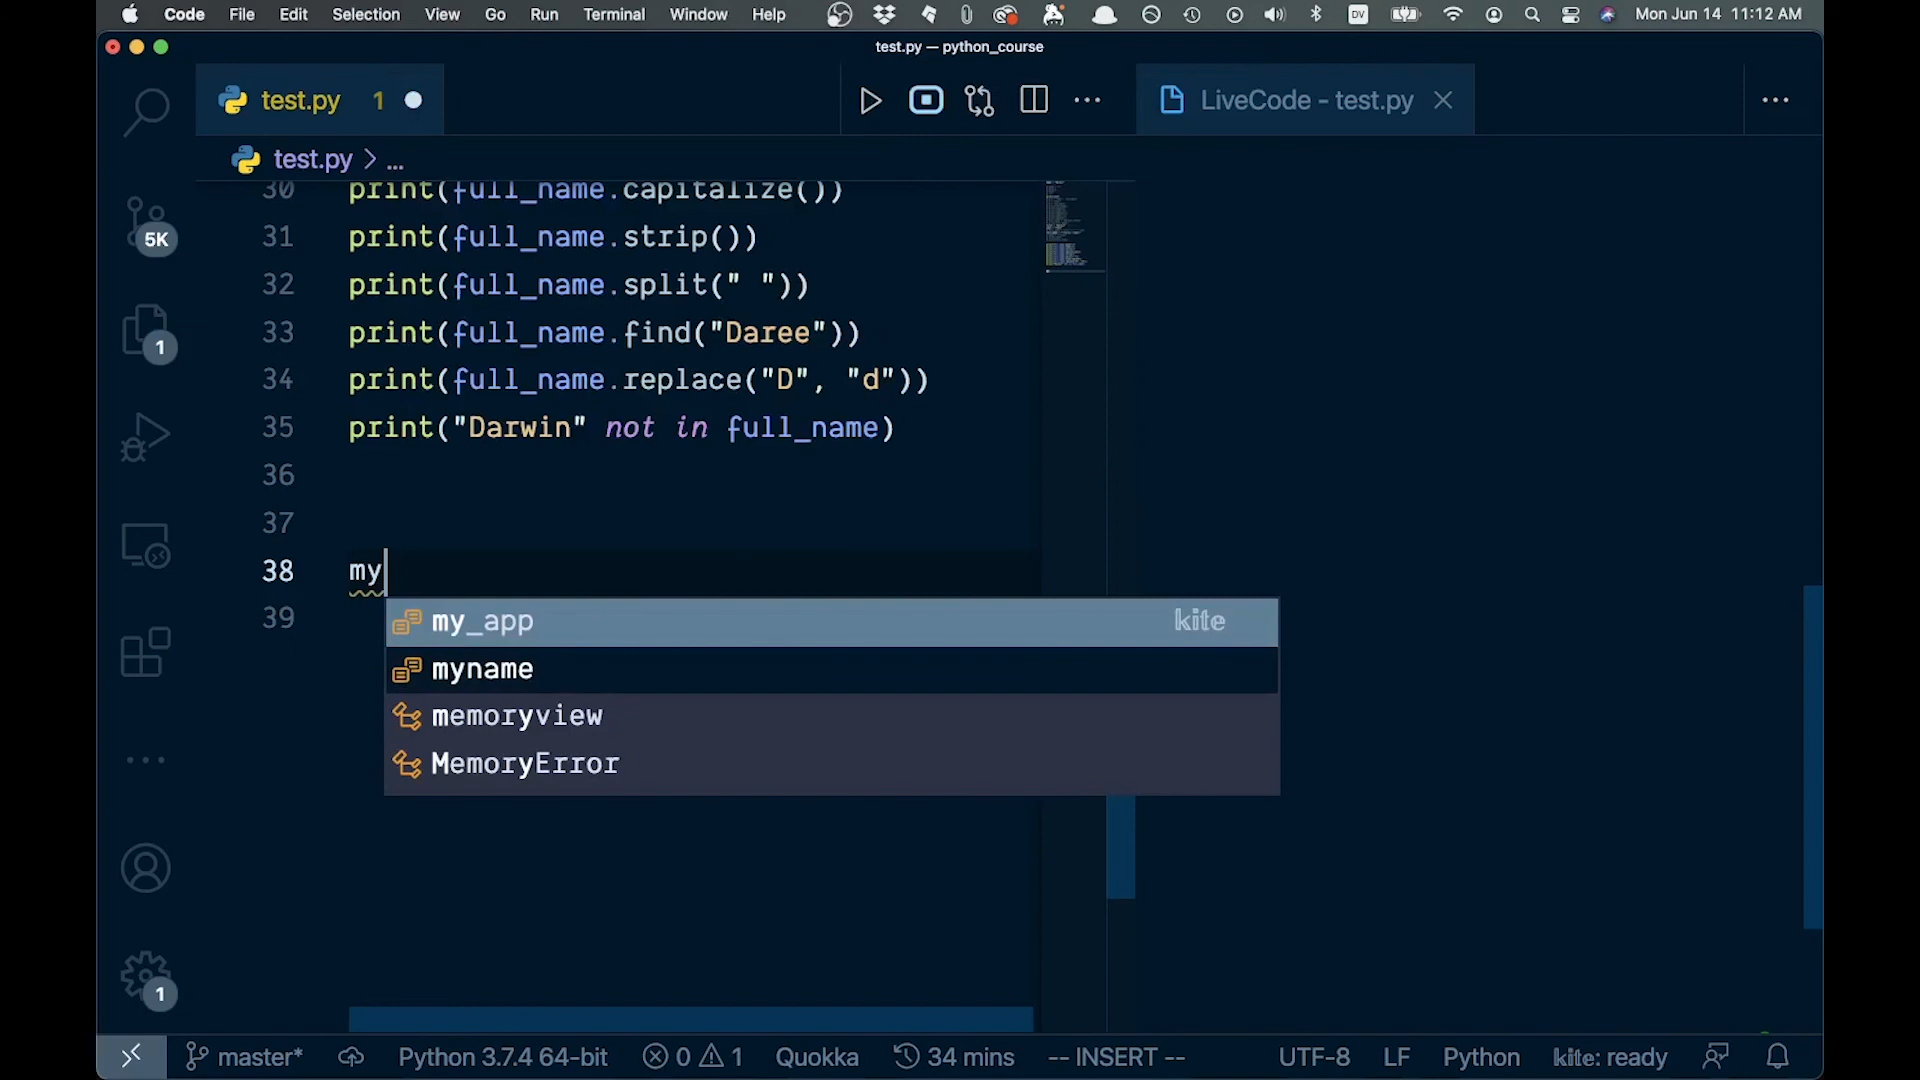 Code File Edit Selection View Go Run Terminal Window Help DV Mon Jun 14 11:12 AM
test.py — python_course
test.py 1
LiveCode - test.py
test.py > ...
5K
1
1
30 print(full_name.capitalize())
31 print(full_name.strip())
32 print(full_name.split(" "))
33 print(full_name.find("Daree"))
34 print(full_name.replace("D", "d"))
35 print("Darwin" not in full_name)
36
37
38 my
39
my_app kite
myname
memoryview
MemoryError
master* Python 3.7.4 64-bit 0 1 Quokka 34 mins -- INSERT -- UTF-8 LF Python kite: ready